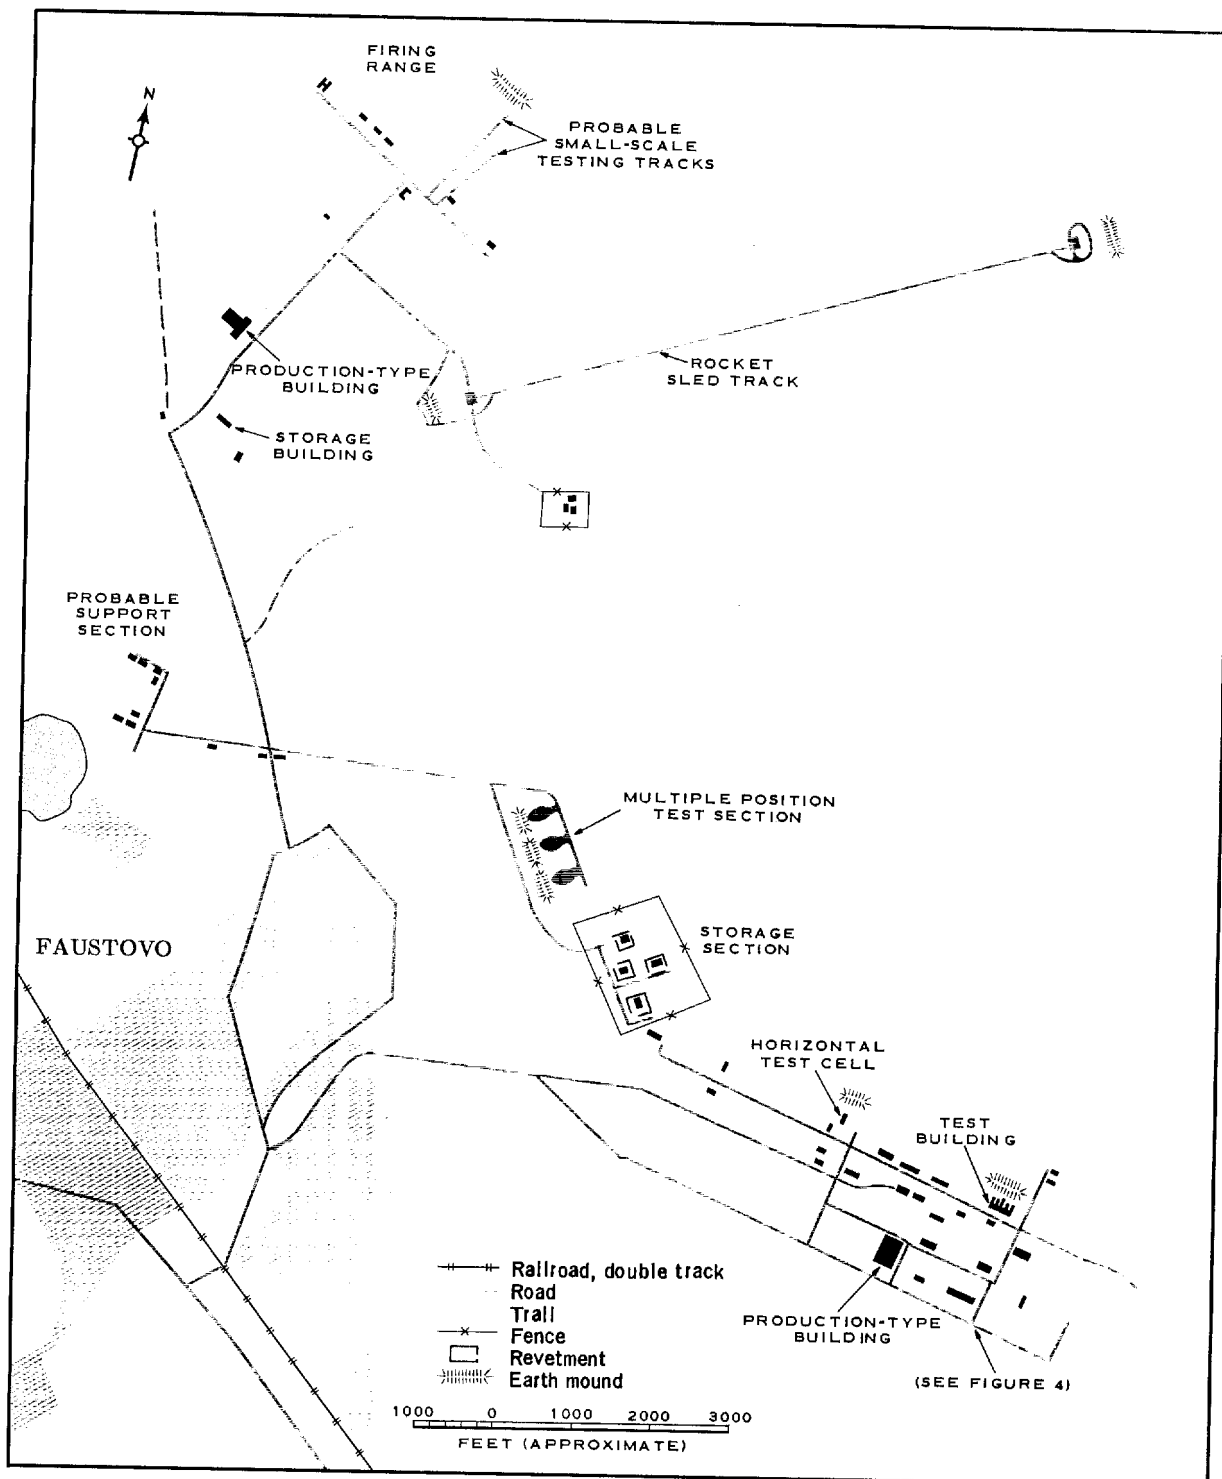 FIRING
RANGE
N
PROBABLE
SMALL-SCALE
TESTING TRACKS
ROCKET
SLED TRACK
PRODUCTION-TYPE
BUILDING
STORAGE
BUILDING
PROBABLE
SUPPORT
SECTION
MULTIPLE POSITION
TEST SECTION
STORAGE
SECTION
FAUSTOVO
HORIZONTAL
TEST CELL
TEST
BUILDING
PRODUCTION-TYPE
BUILDING
(SEE FIGURE 4)
Railroad, double track
Road
Trail
Fence
Revetment
Earth mound
1000 0 1000 2000 3000
FEET (APPROXIMATE)